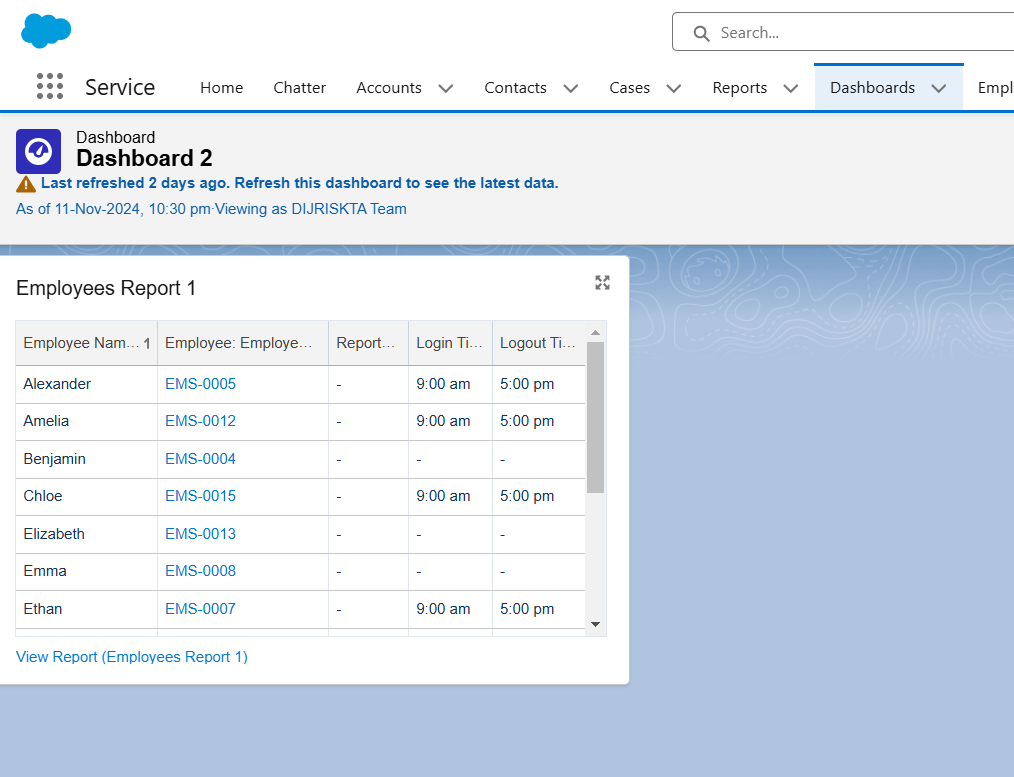 Search...
Service Home Chatter Accounts Contacts Cases Reports Dashboards Empl
Dashboard
Dashboard 2
Last refreshed 2 days ago. Refresh this dashboard to see the latest data.
As of 11-Nov-2024, 10:30 pm·Viewing as DIJRISKTA Team
Employees Report 1
Employee Nam... 1 Employee: Employe... Report... Login Ti... Logout Ti...
Alexander EMS-0005 - 9:00 am 5:00 pm
Amelia EMS-0012 - 9:00 am 5:00 pm
Benjamin EMS-0004 - - -
Chloe EMS-0015 - 9:00 am 5:00 pm
Elizabeth EMS-0013 - - -
Emma EMS-0008 - - -
Ethan EMS-0007 - 9:00 am 5:00 pm
View Report (Employees Report 1)